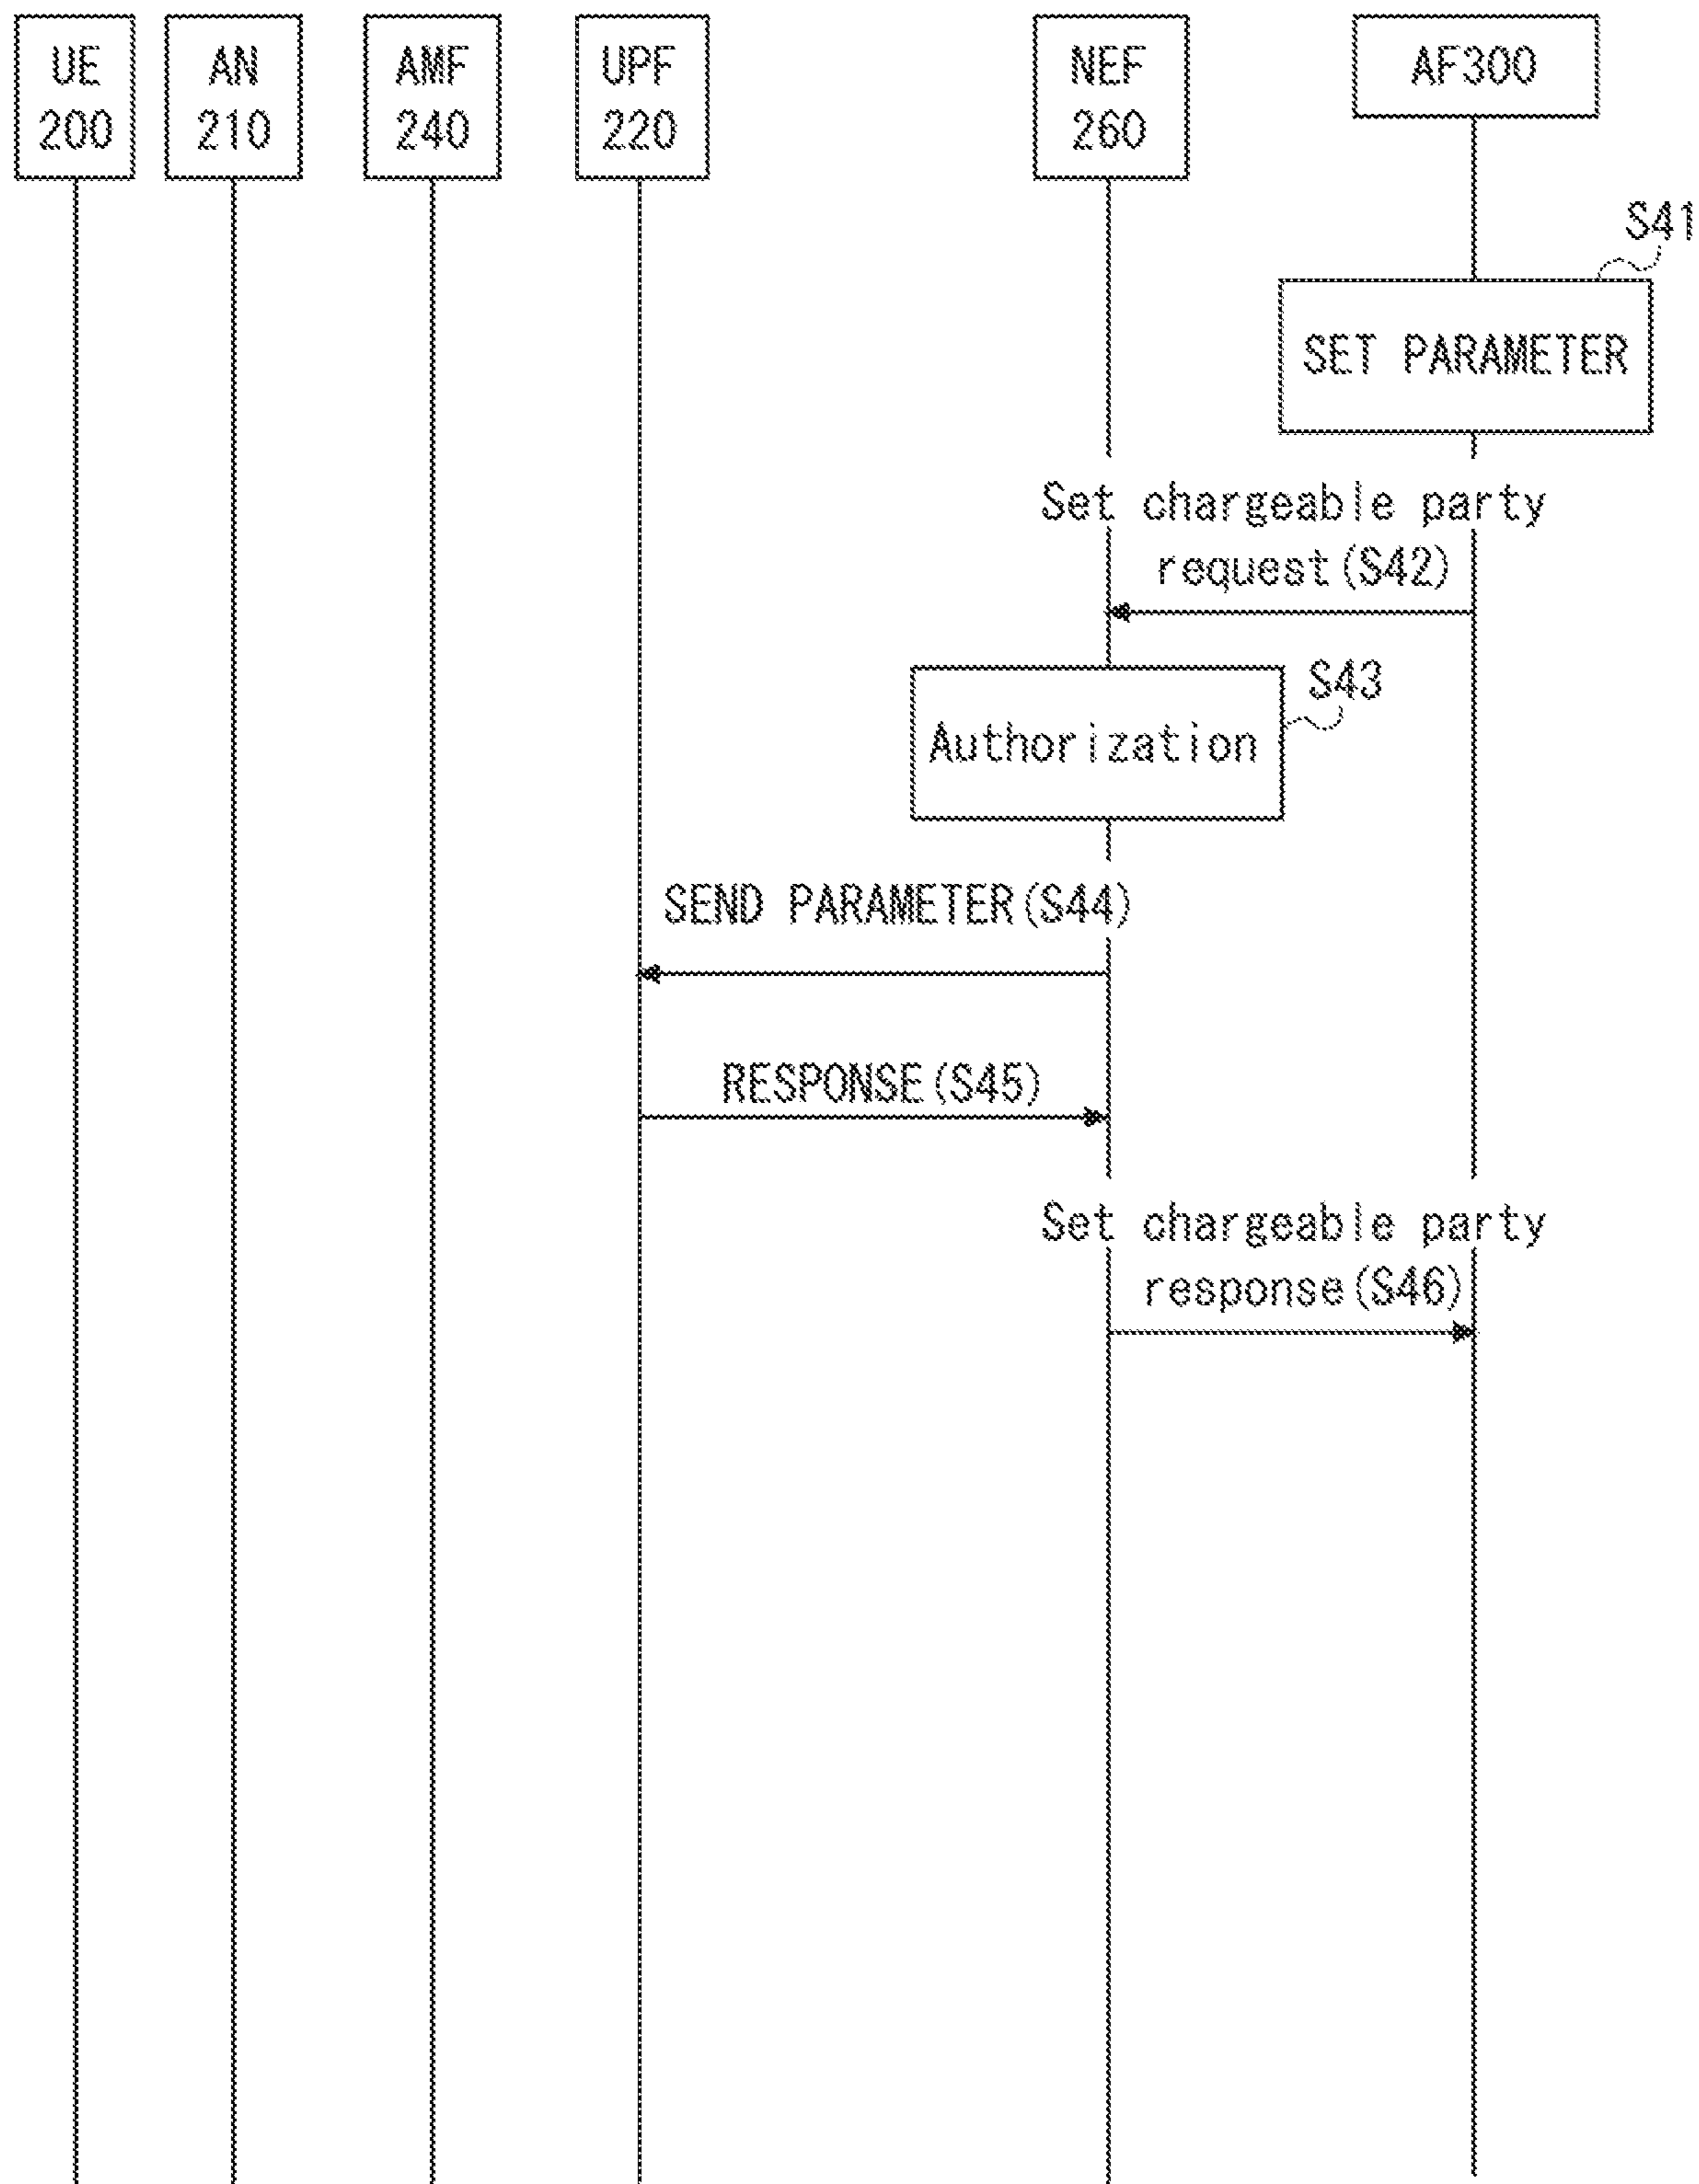 UE
200
AN
210
AMF
240
UPF
220
NEF
260
AF300
S41
SET PARAMETER
Set chargeable party
request(S42)
S43
Authorization
SEND PARAMETER(S44)
RESPONSE(S45)
Set chargeable party
response(S46)